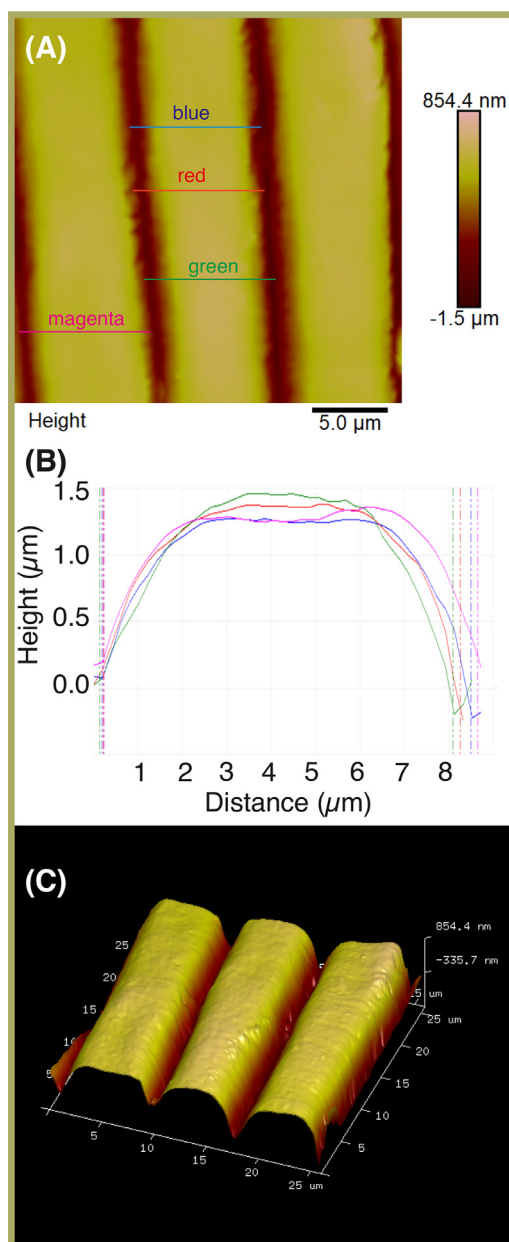 (A)
blue
red
green
magenta
854.4 nm
-1.5 µm
Height
5.0 µm
(B)
Height (µm)
1.5
1.0
0.5
0.0
1 2 3 4 5 6 7 8
Distance (µm)
(C)
854.4 nm
-335.7 nm
25
20
15
10
5
um
25 um
20
15
10
5
5
10
15
20
25 um